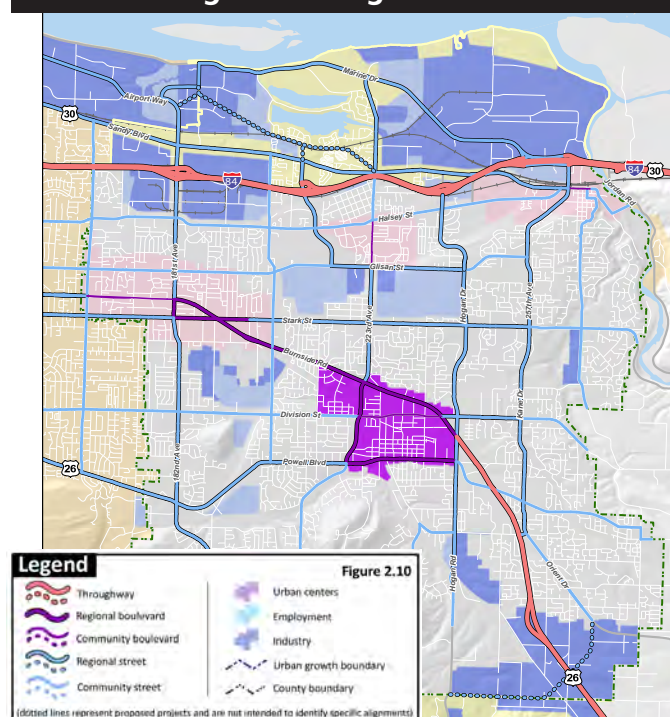 Marine Dr
Airport Way
30
Sandy Blvd
84
84
30
Jordan Rd
Halsey St
181st Ave
Glisan St
223rd Ave
Hogan Dr
257th Ave
Stark St
Burnside Rd
Kane Dr
Division St
Powell Blvd
26
182nd Ave
Hogan Rd
Orient Dr
26
Legend
Figure 2.10
Throughway
Regional boulevard
Community boulevard
Regional street
Community street
Urban centers
Employment
Industry
Urban growth boundary
County boundary
(dotted lines represent proposed projects and are not intended to identify specific alignments)